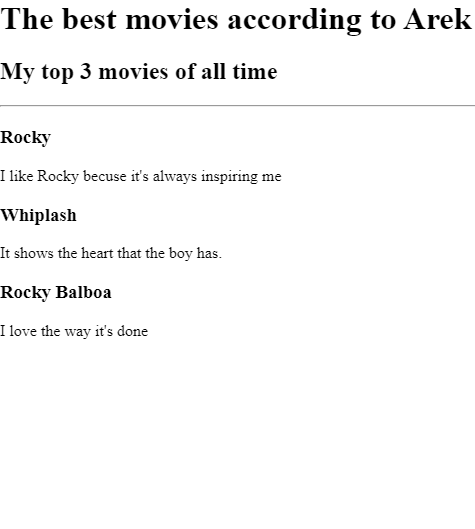 The best movies according to Arek
My top 3 movies of all time
Rocky
I like Rocky becuse it's always inspiring me
Whiplash
It shows the heart that the boy has.
Rocky Balboa
I love the way it's done